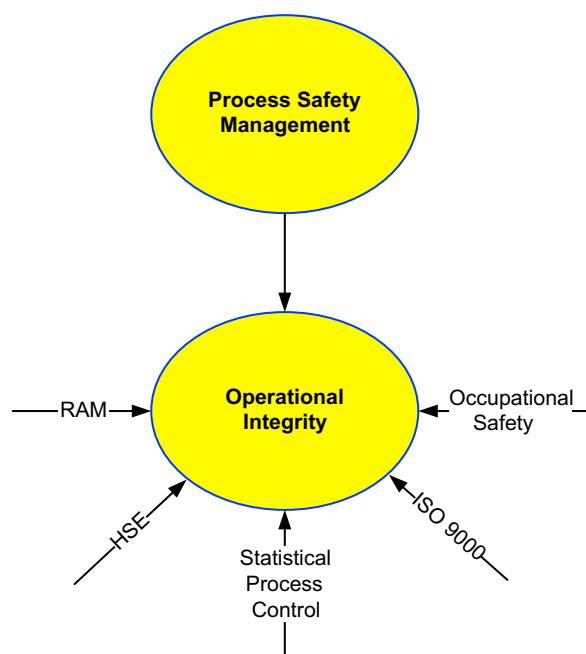 Process Safety
Management
Operational
Integrity
RAM
Occupational
Safety
HSE
ISO 9000
Statistical
Process
Control